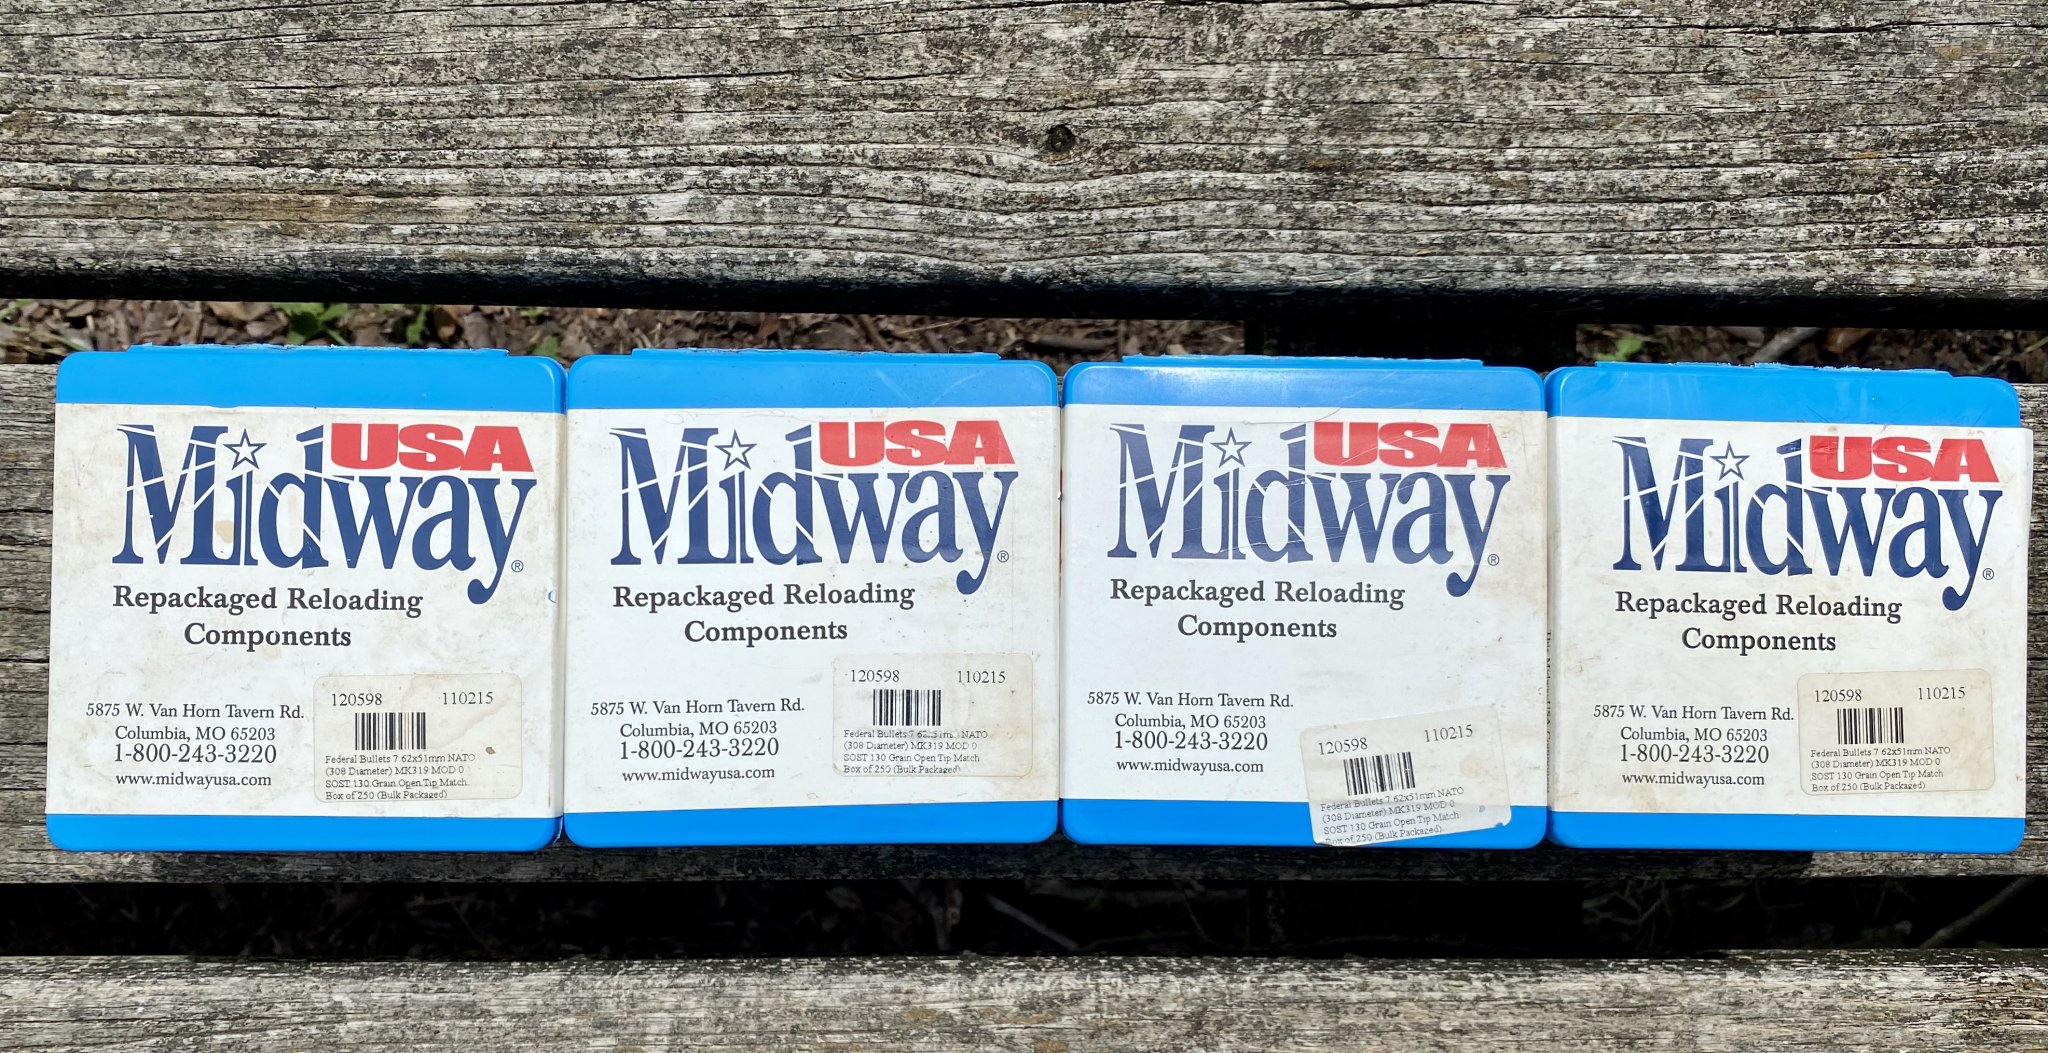 USA
Midway®
Repackaged Reloading
Components
5875 W. Van Horn Tavern Rd.
Columbia, MO 65203
1-800-243-3220
www.midwayusa.com
120598 110215
Federal Bullets 7 62x51mm NATO
(308 Diameter) MK319 MOD 0
SOST 130 Grain Open Tip Match
Box of 250 (Bulk Packaged)
USA
Midway®
Repackaged Reloading
Components
5875 W. Van Horn Tavern Rd.
Columbia, MO 65203
1-800-243-3220
www.midwayusa.com
120598 110215
Federal Bullets 7 62x51mm NATO
(308 Diameter) MK319 MOD 0
SOST 130 Grain Open Tip Match
Box of 250 (Bulk Packaged)
USA
Midway®
Repackaged Reloading
Components
5875 W. Van Horn Tavern Rd.
Columbia, MO 65203
1-800-243-3220
www.midwayusa.com
120598 110215
Federal Bullets 7 62x51mm NATO
(308 Diameter) MK319 MOD 0
SOST 130 Grain Open Tip Match
Box of 250 (Bulk Packaged)
USA
Midway®
Repackaged Reloading
Components
5875 W. Van Horn Tavern Rd.
Columbia, MO 65203
1-800-243-3220
www.midwayusa.com
120598 110215
Federal Bullets 7 62x51mm NATO
(308 Diameter) MK319 MOD 0
SOST 130 Grain Open Tip Match
Box of 250 (Bulk Packaged)